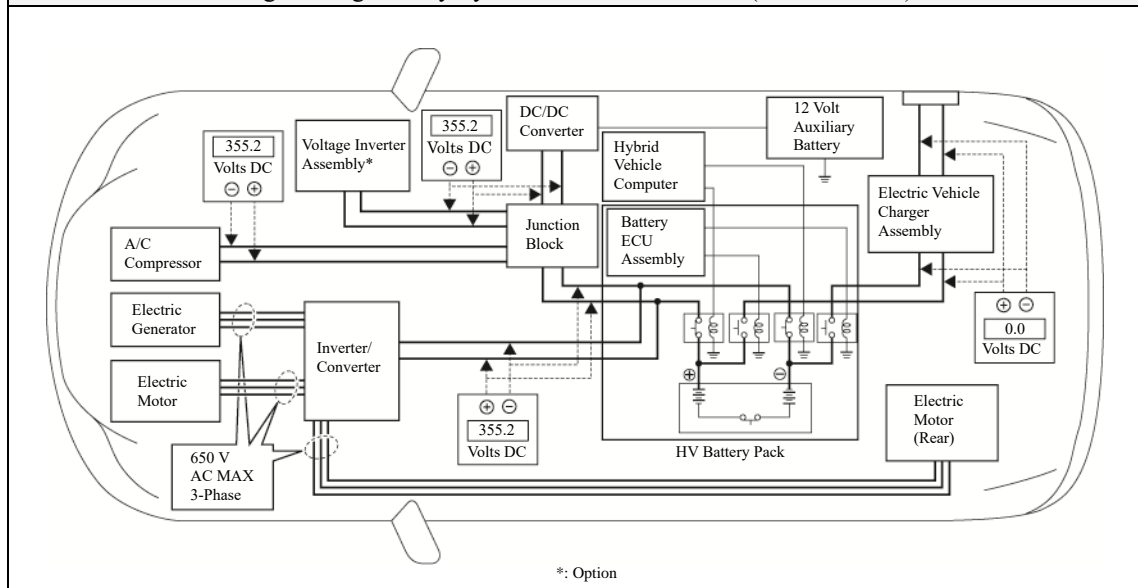 355.2
Volts DC
⊖ ⊕
Voltage Inverter
Assembly*
355.2
Volts DC
⊖ ⊕
DC/DC
Converter
12 Volt
Auxiliary
Battery
Hybrid
Vehicle
Computer
Electric Vehicle
Charger
Assembly
Junction
Block
Battery
ECU
Assembly
A/C
Compressor
Electric
Generator
Inverter/
Converter
Electric
Motor
⊕ ⊖
355.2
Volts DC
⊕ ⊖
⊕ ⊖
0.0
Volts DC
HV Battery Pack
Electric
Motor
(Rear)
650 V
AC MAX
3-Phase
*: Option